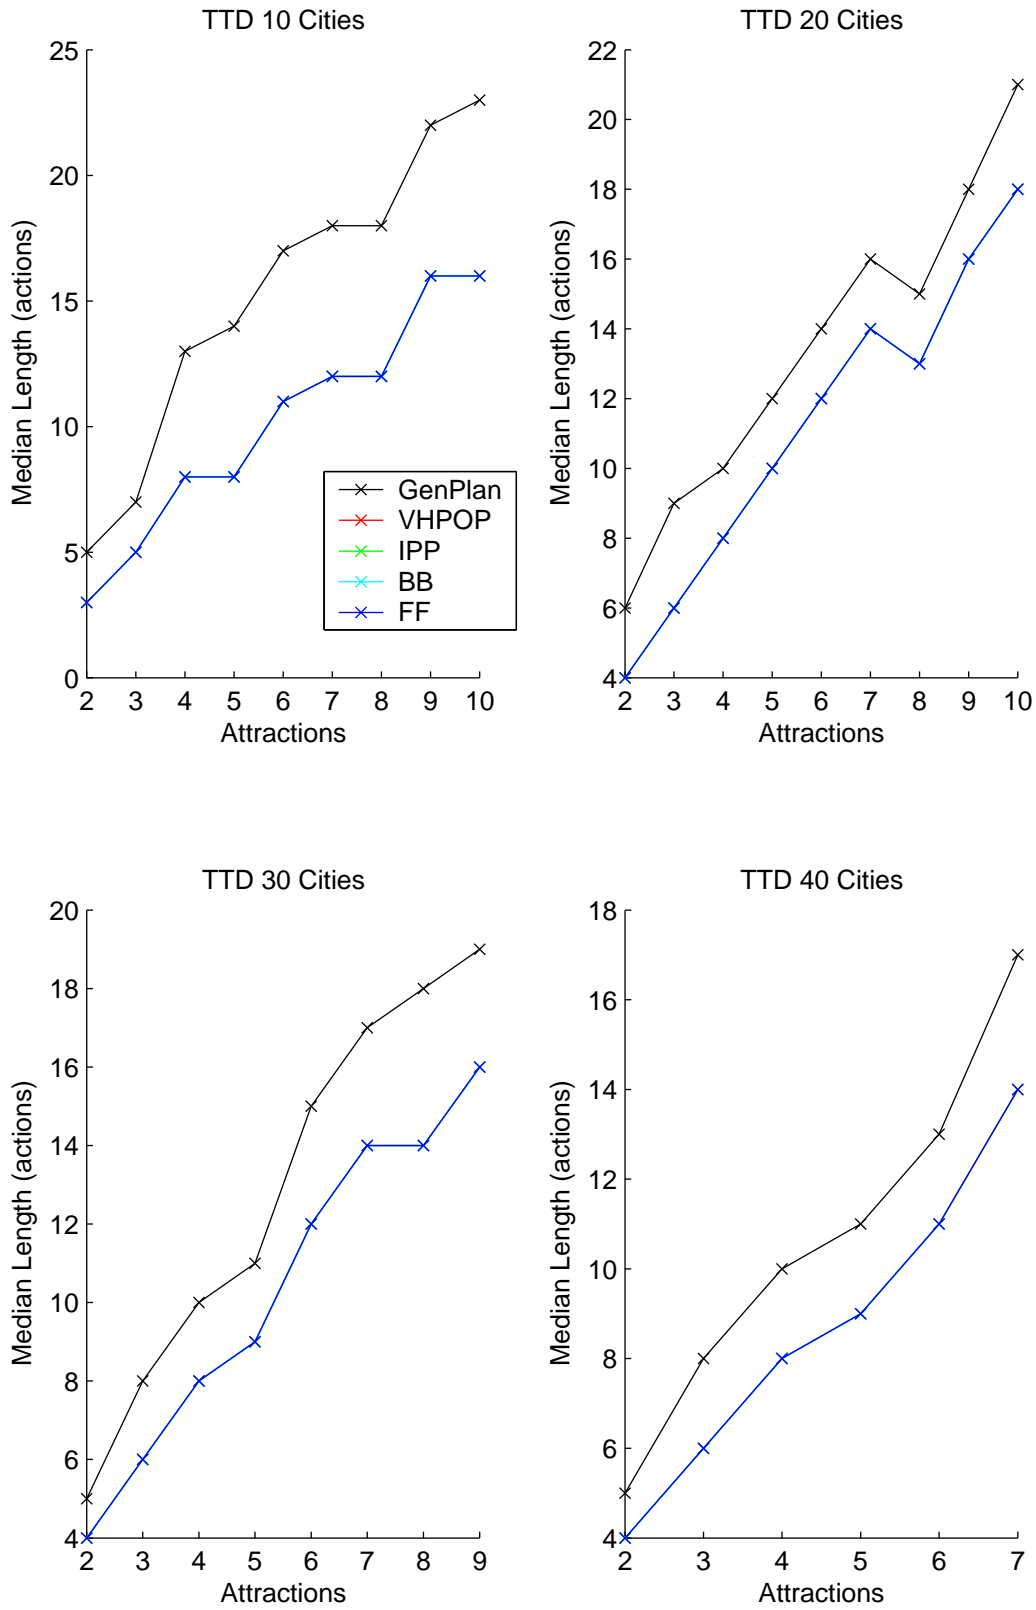 TTD 10 Cities
25
20
15
10
5
0
Median Length (actions)
GenPlan
VHPOP
IPP
BB
FF
2 3 4 5 6 7 8 9 10
Attractions
TTD 20 Cities
22
20
18
16
14
12
10
8
6
4
Median Length (actions)
2 3 4 5 6 7 8 9 10
Attractions
TTD 30 Cities
20
18
16
14
12
10
8
6
4
Median Length (actions)
2 3 4 5 6 7 8 9
Attractions
TTD 40 Cities
18
16
14
12
10
8
6
4
Median Length (actions)
2 3 4 5 6 7
Attractions